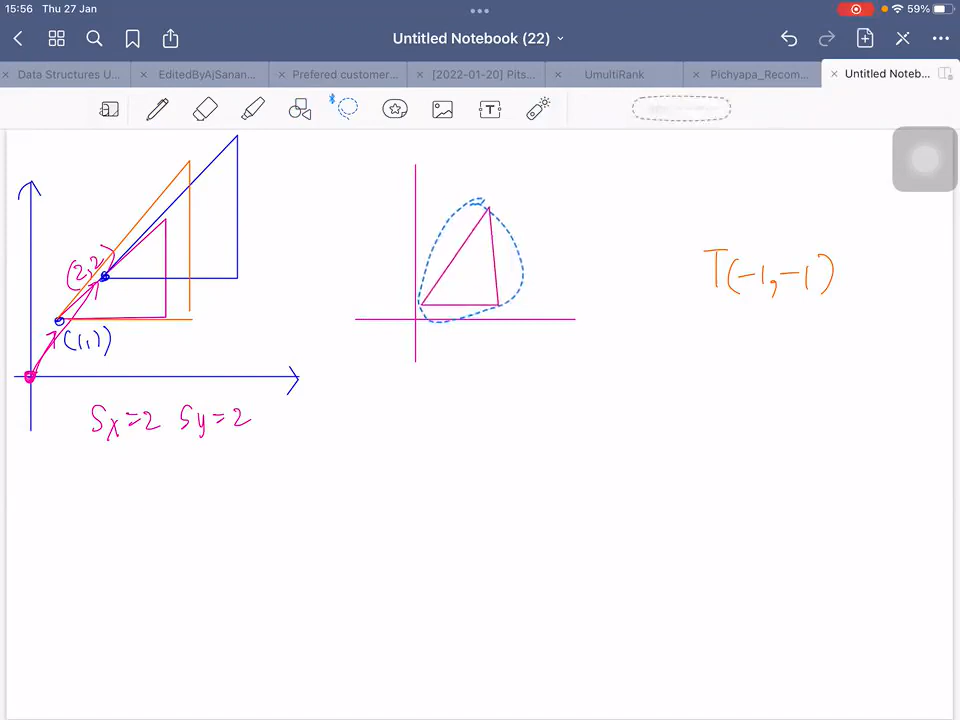 15:56 Thu 27 Jan 59%
Untitled Notebook (22)
Data Structures U... EditedByAjSanan... Prefered customer... [2022-01-20] Pits... UmultiRank Pichyapa_Recom... Untitled Noteb...
T
(2,2)
T(-1,-1)
(1,1)
Sx=2 Sy=2